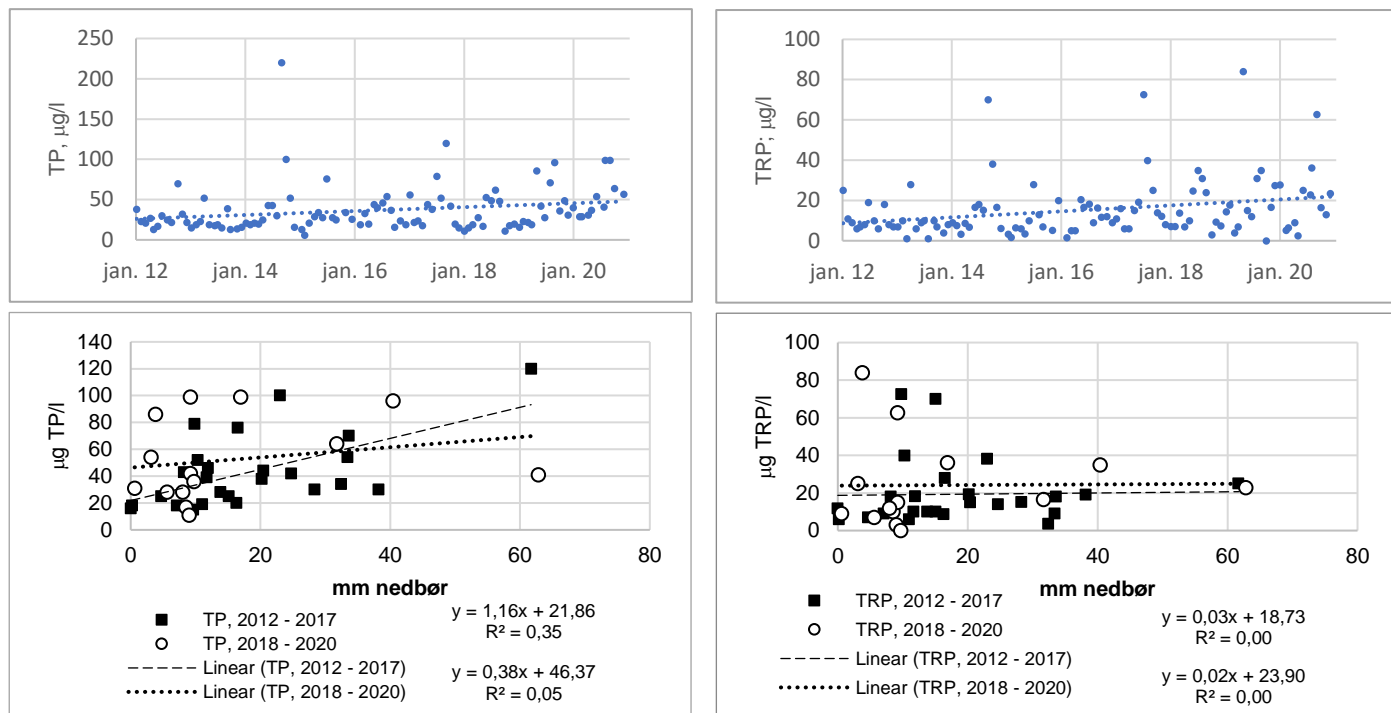 TP, µg/l
250
200
150
100
50
0
jan. 12 jan. 14 jan. 16 jan. 18 jan. 20
TRP; µg/l
100
80
60
40
20
0
jan. 12 jan. 14 jan. 16 jan. 18 jan. 20
µg TP/l
140
120
100
80
60
40
20
0
0 20 40 60 80
mm nedbør
TP, 2012 - 2017
TP, 2018 - 2020
Linear (TP, 2012 - 2017)
Linear (TP, 2018 - 2020)
y = 1,16x + 21,86
R² = 0,35
y = 0,38x + 46,37
R² = 0,05
µg TRP/l
100
80
60
40
20
0
0 20 40 60 80
mm nedbør
TRP, 2012 - 2017
TRP, 2018 - 2020
Linear (TRP, 2012 - 2017)
Linear (TRP, 2018 - 2020)
y = 0,03x + 18,73
R² = 0,00
y = 0,02x + 23,90
R² = 0,00